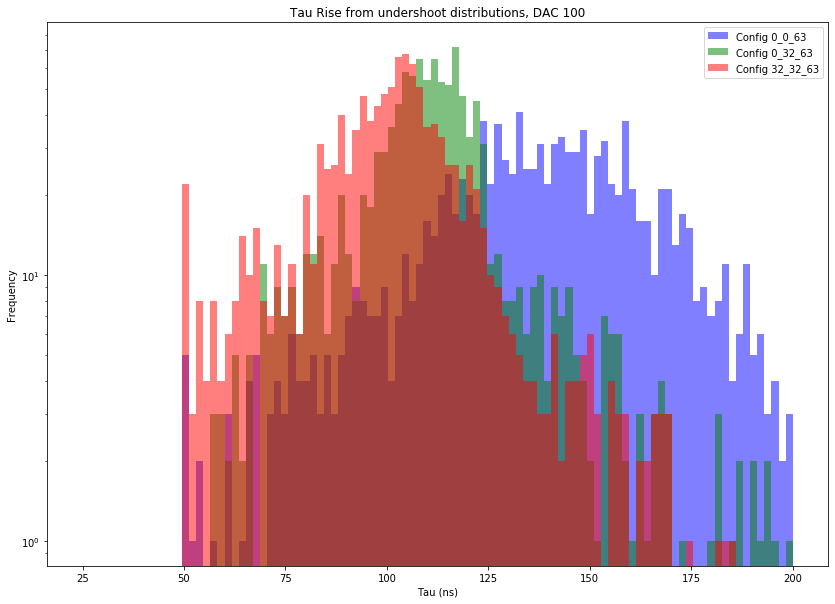 Tau Rise from undershoot distributions, DAC 100
Config 0_0_63
Config 0_32_63
Config 32_32_63
Frequency
10¹
10⁰
25 50 75 100 125 150 175 200
Tau (ns)